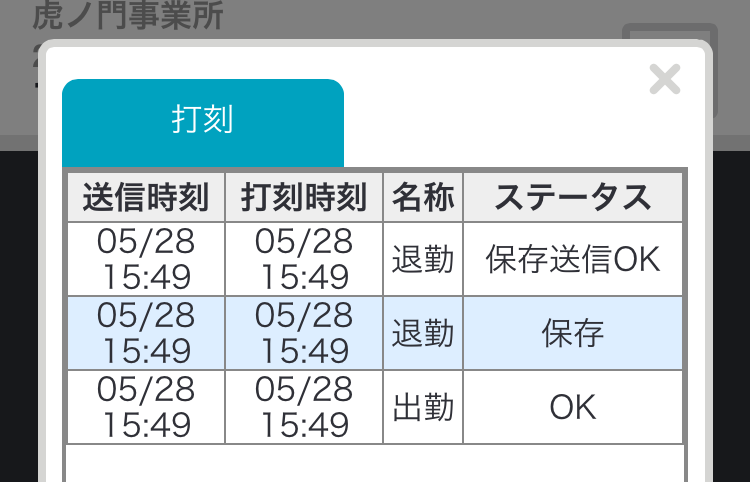 虎ノ門事業所
打刻
送信時刻 打刻時刻 名称 ステータス
05/28 15:49 05/28 15:49 退勤 保存送信OK
05/28 15:49 05/28 15:49 退勤 保存
05/28 15:49 05/28 15:49 出勤 OK